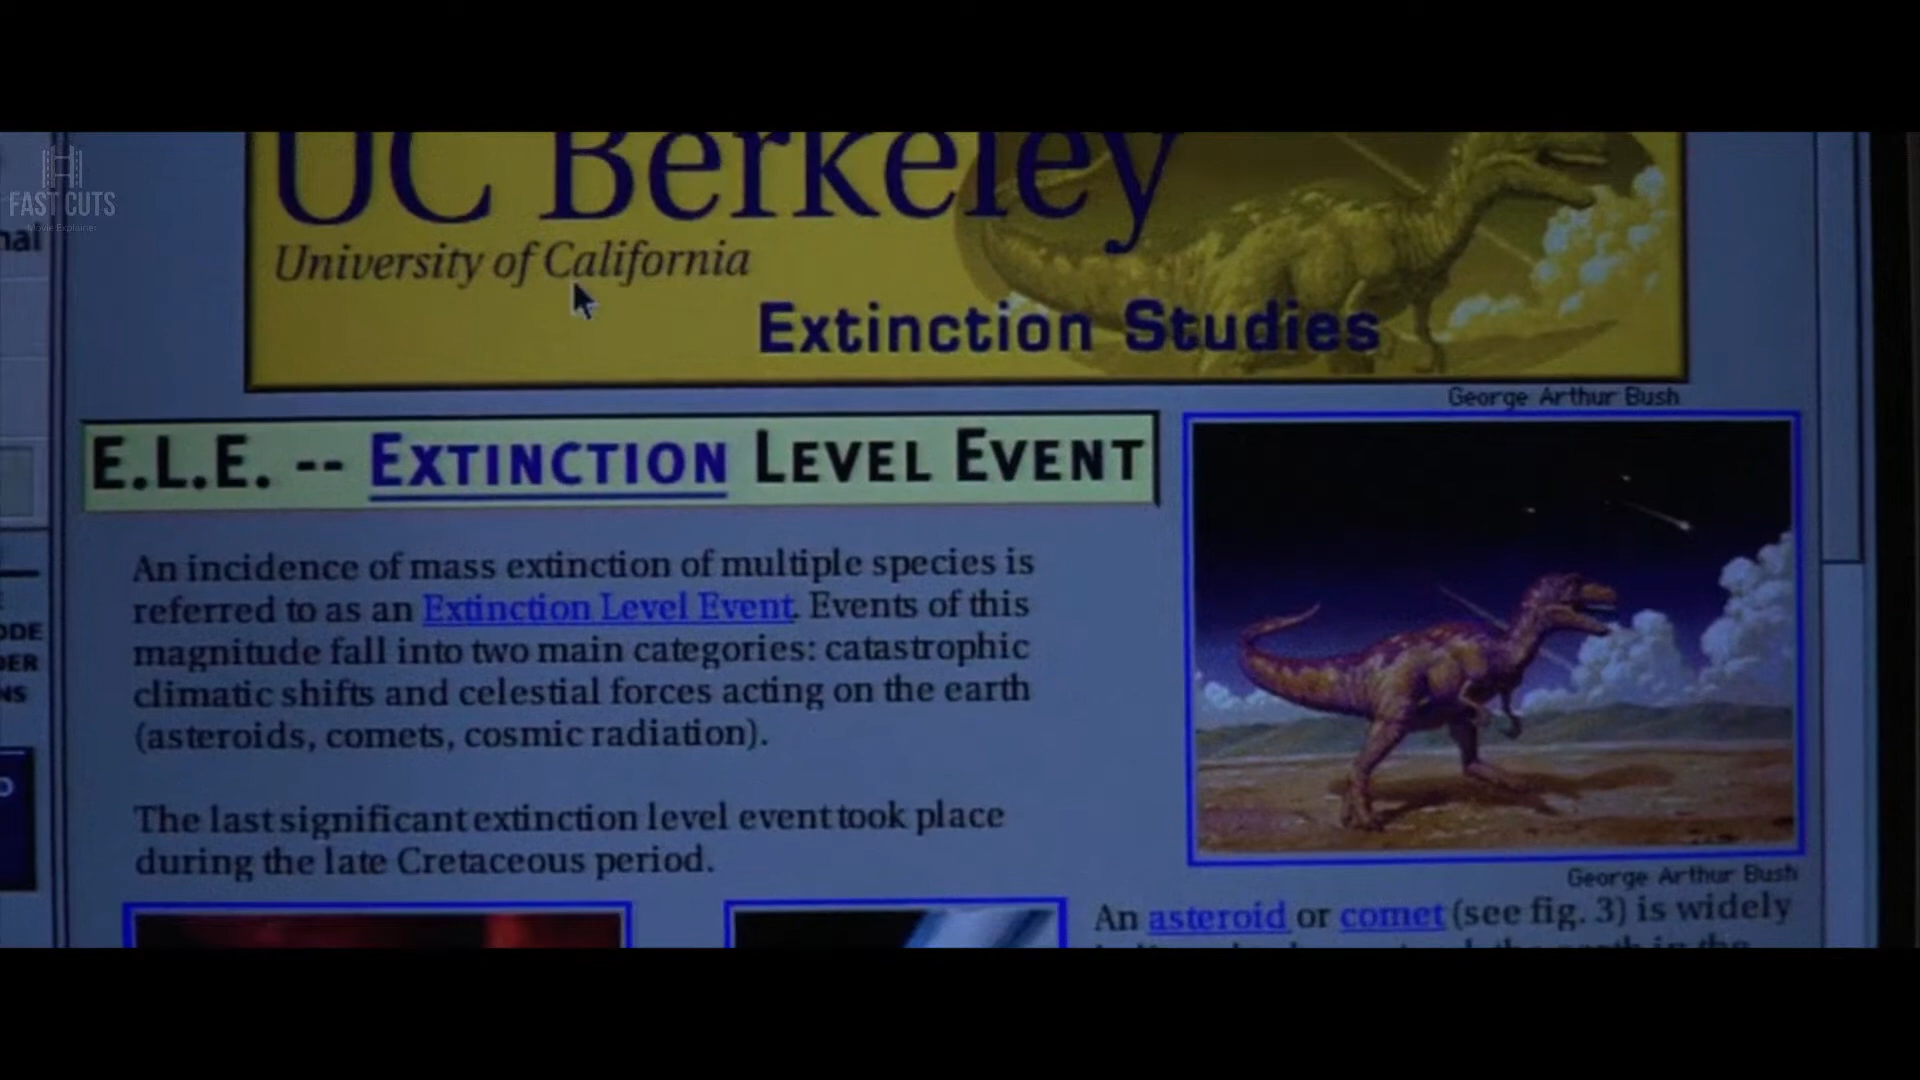 UC Berkeley
University of California
Extinction Studies
George Arthur Bush
E.L.E. -- EXTINCTION LEVEL EVENT
An incidence of mass extinction of multiple species is
referred to as an Extinction Level Event. Events of this
magnitude fall into two main categories: catastrophic
climatic shifts and celestial forces acting on the earth
(asteroids, comets, cosmic radiation).
The last significant extinction level event took place
during the late Cretaceous period.
George Arthur Bush
An asteroid or comet (see fig. 3) is widely
FAST CUTS
Movie Explainer